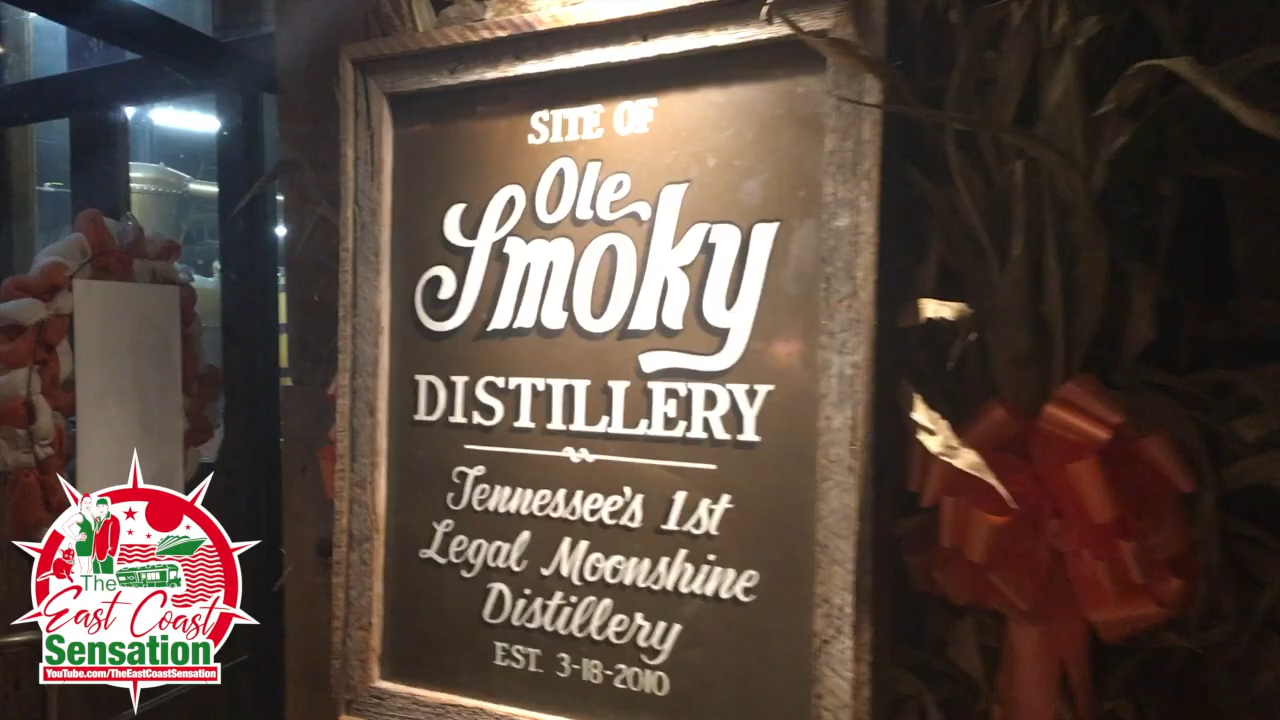 SITE OF
Ole
Smoky
DISTILLERY
Tennessee's 1st
Legal Moonshine
Distillery
EST. 3-18-2010
The
East Coast
Sensation
YouTube.com/TheEastCoastSensation